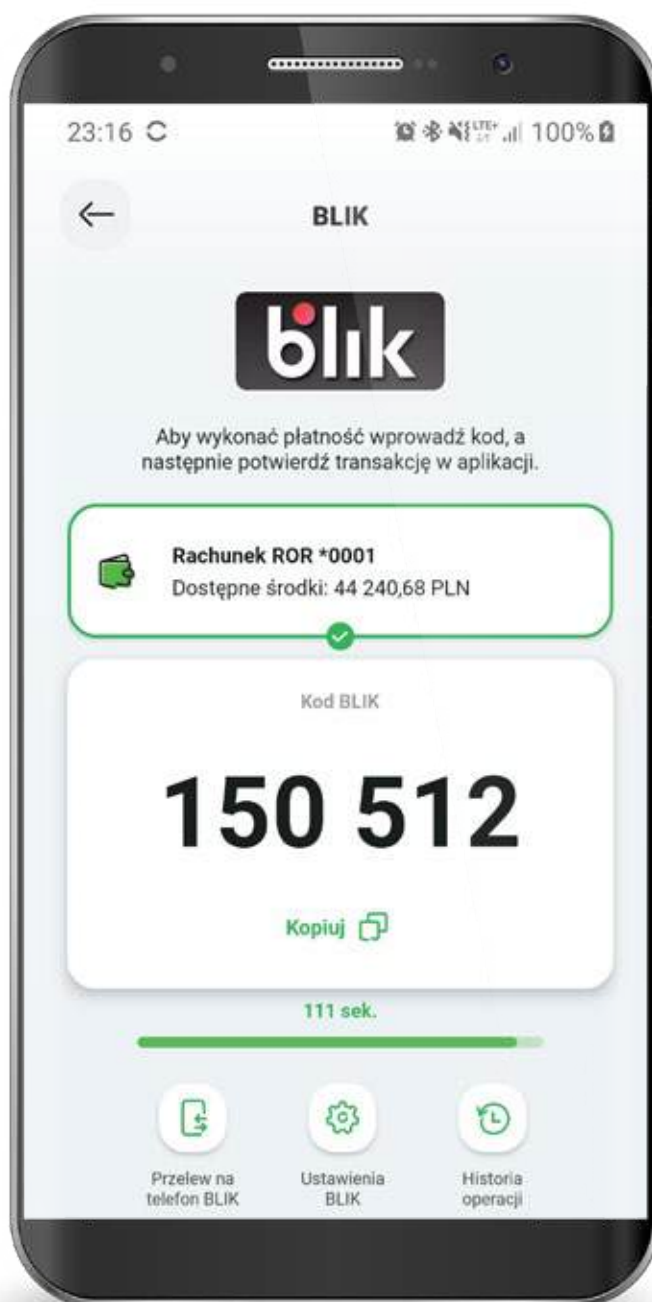 23:16
LTE+
100%
BLIK
blik
Aby wykonać płatność wprowadź kod, a
następnie potwierdź transakcję w aplikacji.
Rachunek ROR *0001
Dostępne środki: 44 240,68 PLN
Kod BLIK
150 512
Kopiuj
111 sek.
Przelew na
telefon BLIK
Ustawienia
BLIK
Historia
operacji